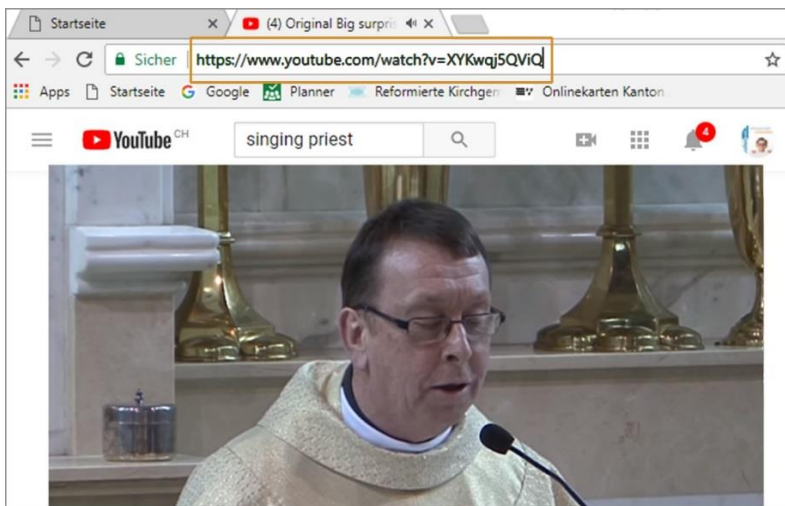 Startseite (4) Original Big surpris
Sicher https://www.youtube.com/watch?v=XYKwqj5QViQ
Apps Startseite G Google Planner Reformierte Kirchgem Onlinekarten Kanton
YouTube CH singing priest 4